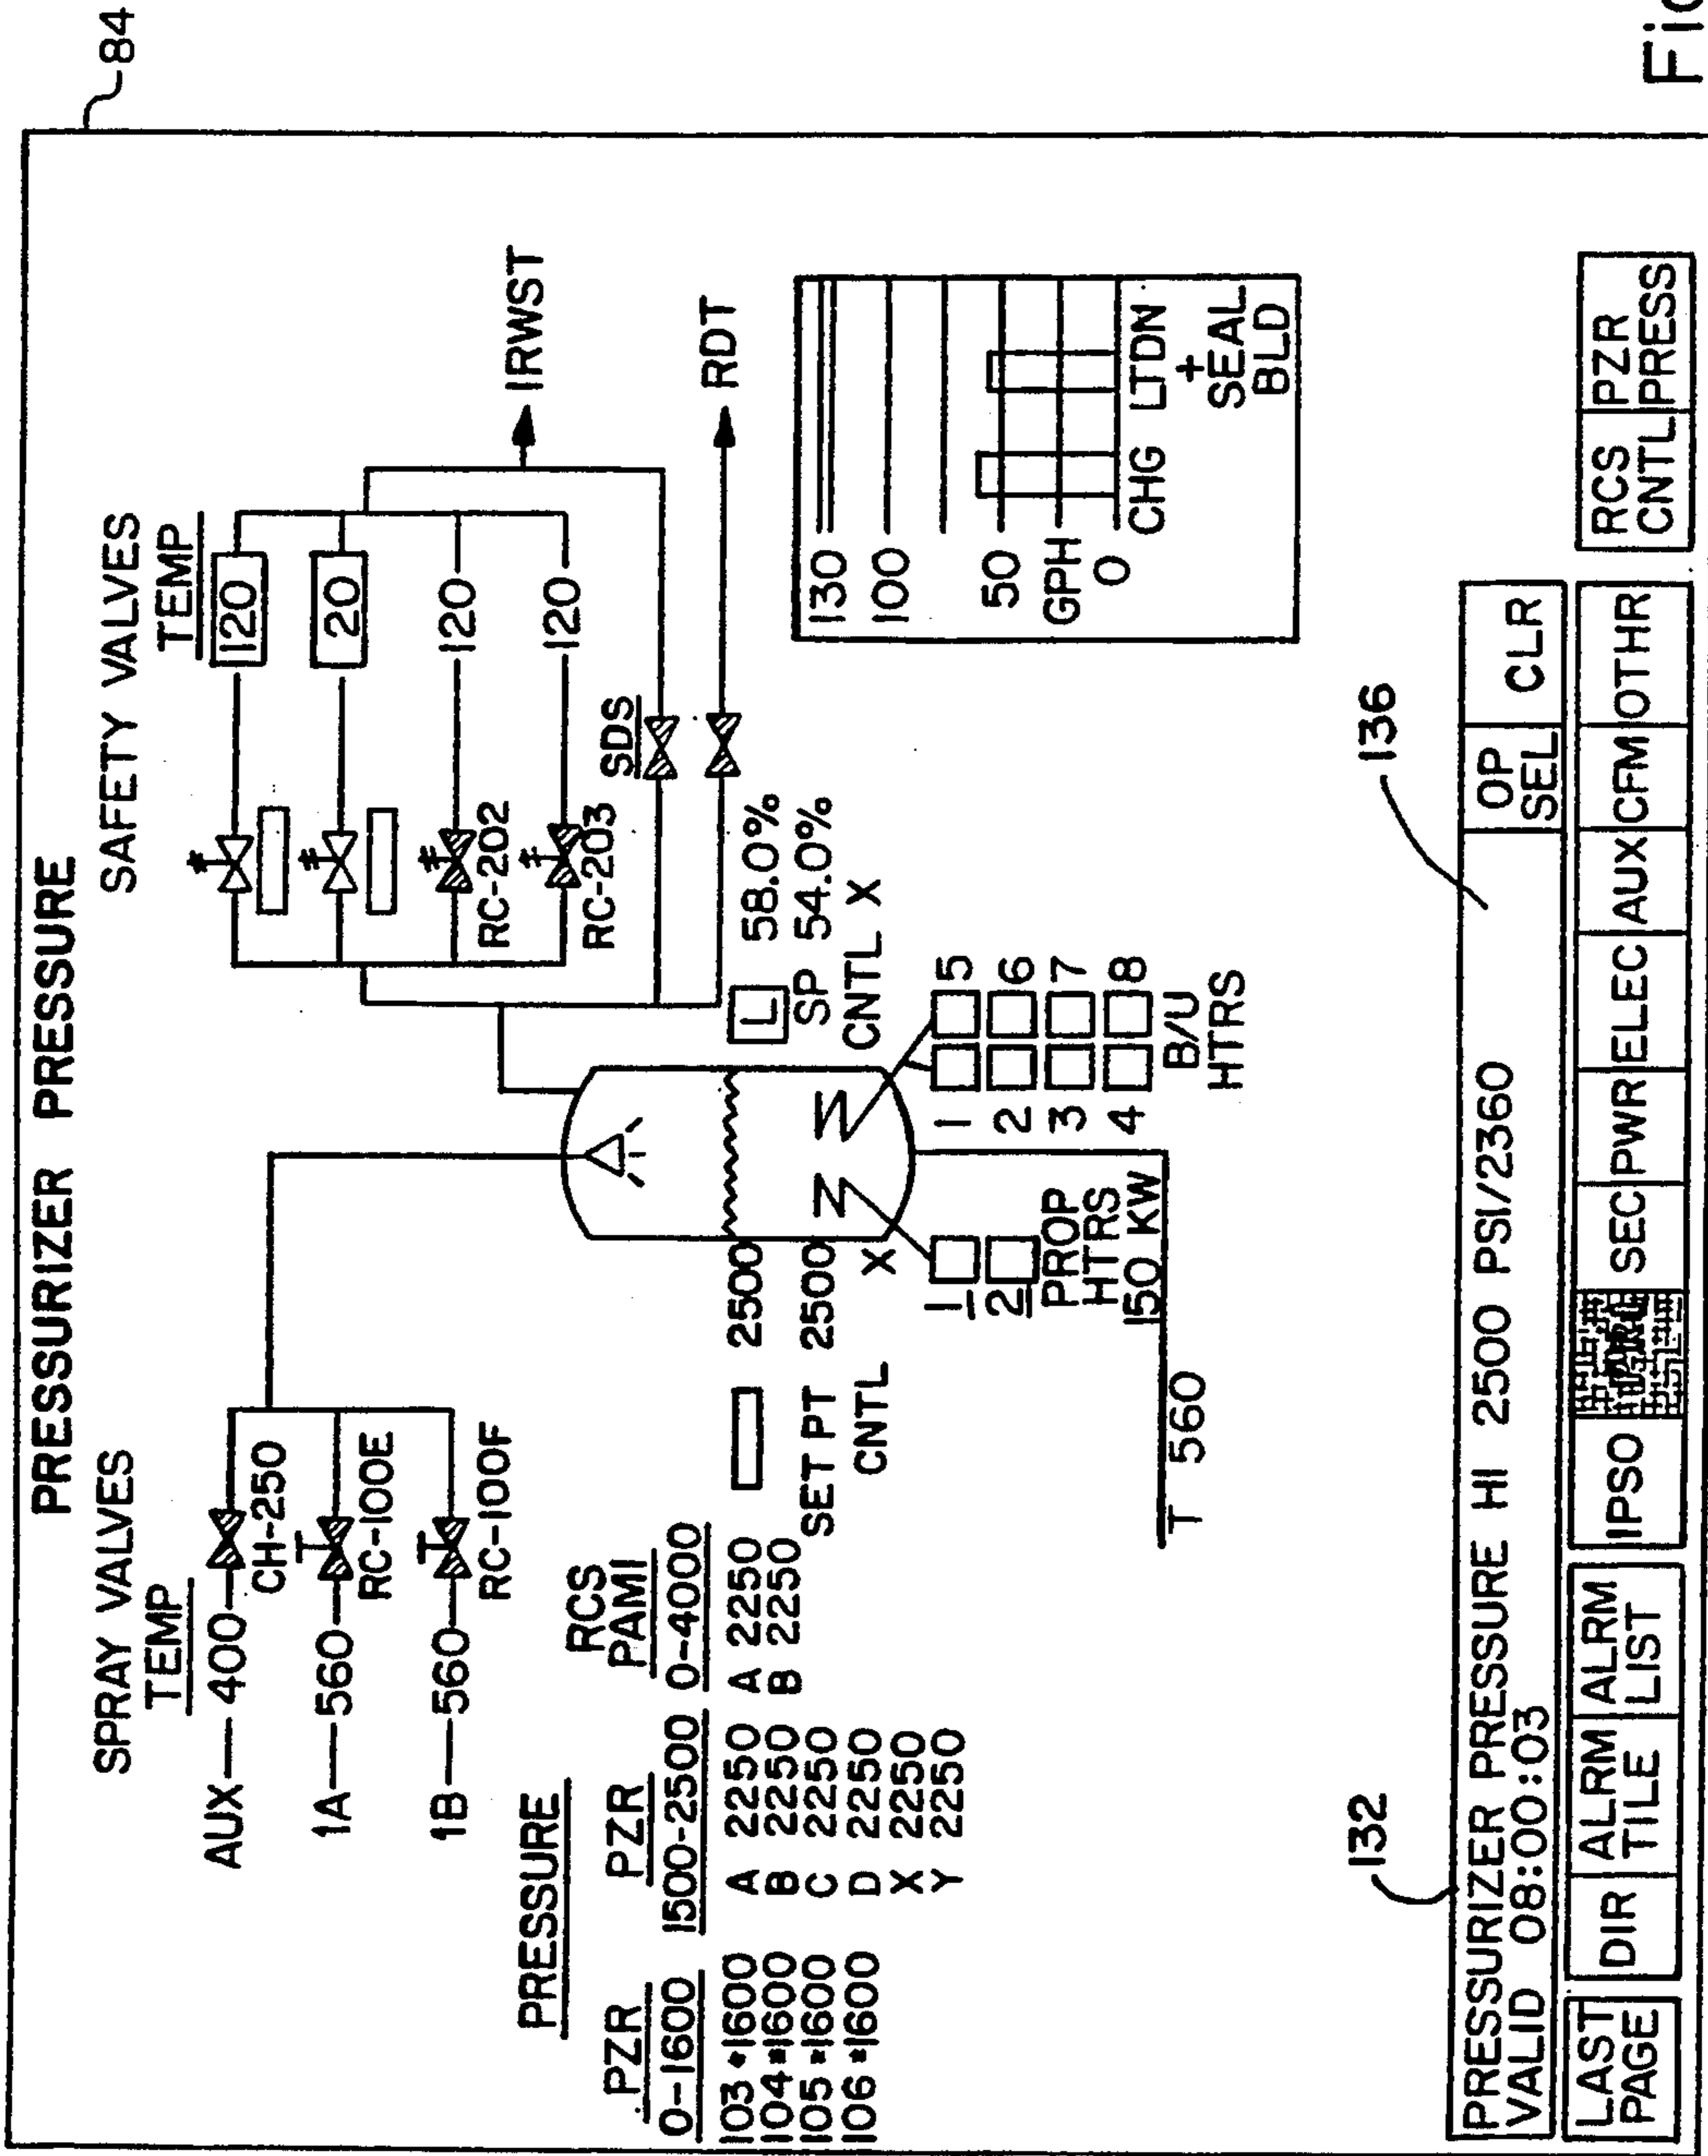 84
PRESSURIZER PRESSURE
SPRAY VALVES
TEMP
AUX 400
CH-250
1A 560
RC-100E
1B 560
RC-100F
SAFETY VALVES
TEMP
120
20
120
RC-202
120
RC-203
IRWST
SDS
RDT
PRESSURE
PZR
0-1600
103 *1600
104 *1600
105 *1600
106 *1600
PZR
1500-2500
A 2250
B 2250
C 2250
D 2250
X 2250
Y 2250
RCS
PAMI
0-4000
A 2250
B 2250
2500
SET PT 2500
CNTL X
L 58.0%
SP 54.0%
CNTL X
1
2
PROP
HTRS
150 KW
1 5
2 6
3 7
4 8
B/U
HTRS
T 560
130
100
50
GPH
0
CHG LTDN
+
SEAL
BLD
132
136
PRESSURIZER PRESSURE HI 2500 PSI/2360
VALID 08:00:03
OP
SEL
CLR
LAST
PAGE
DIR
ALRM
TILE
ALRM
LIST
IPSO
SEC
PWR
ELEC
AUX
CFM
OTHR
RCS
CNTL
PZR
PRESS